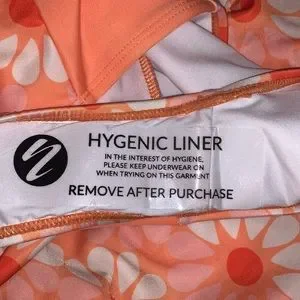 HYGENIC LINER
IN THE INTEREST OF HYGIENE,
PLEASE KEEP UNDERWEAR ON
WHEN TRYING ON THIS GARMENT
REMOVE AFTER PURCHASE